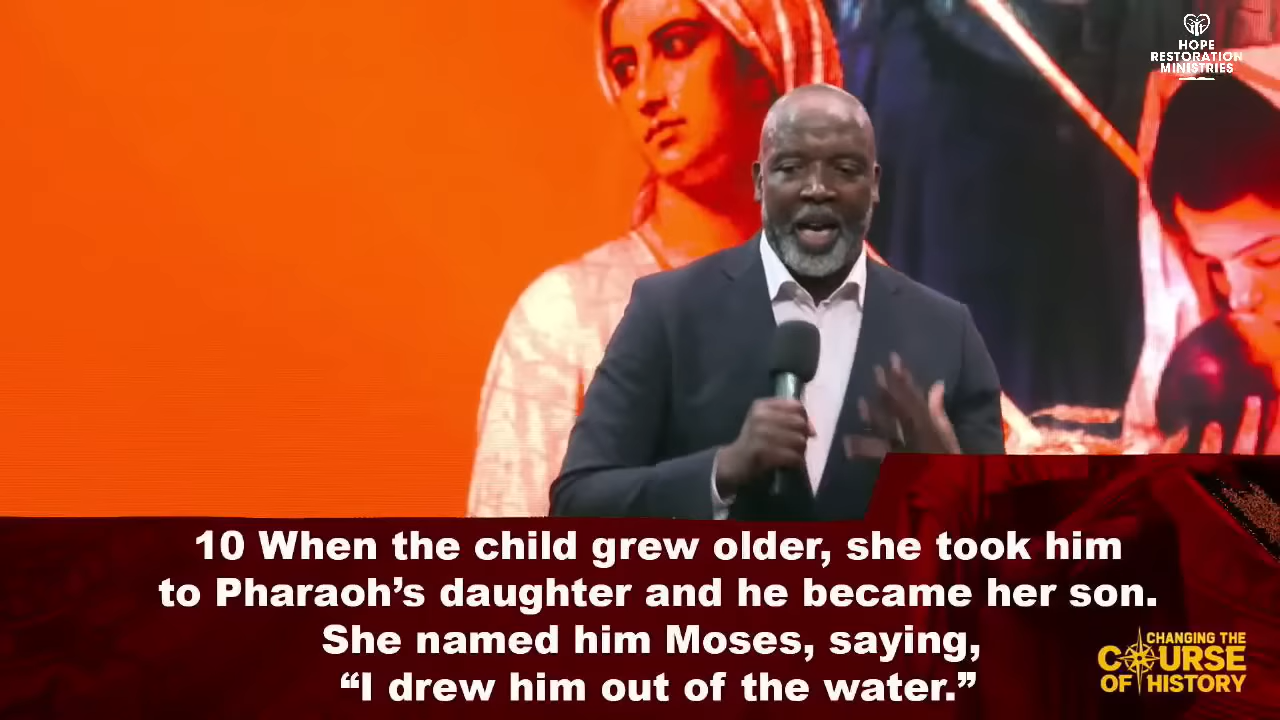 HOPE
RESTORATION
MINISTRIES
10 When the child grew older, she took him
to Pharaoh’s daughter and he became her son.
She named him Moses, saying,
“I drew him out of the water.”
CHANGING THE
COURSE
OF HISTORY